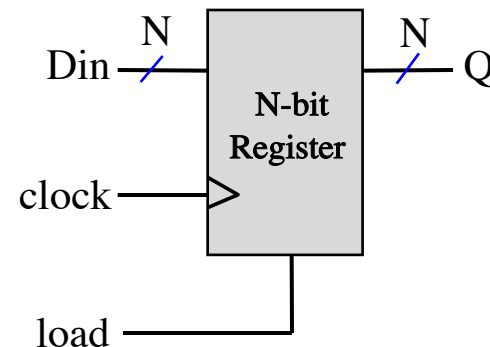 N
N
Din
Q
N-bit
Register
clock
load